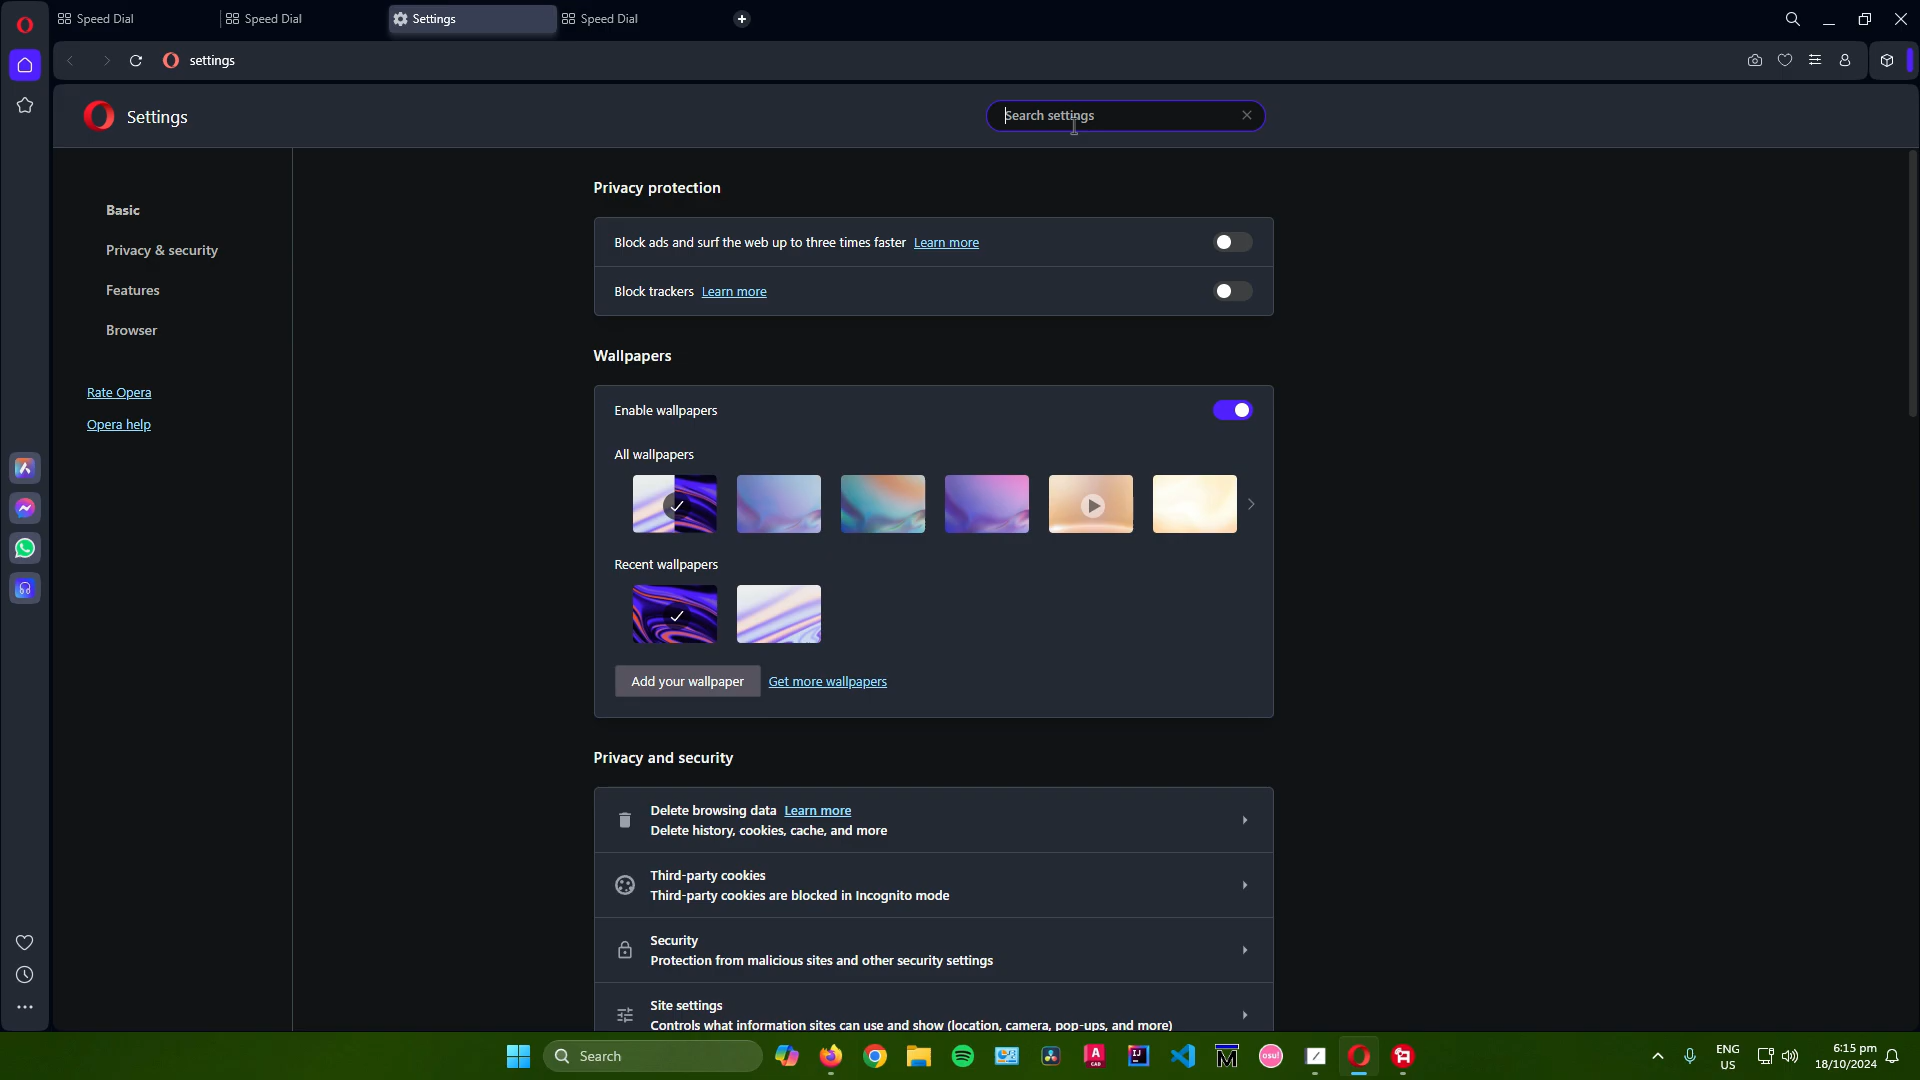 Speed Dial
Speed Dial
Settings
Speed Dial
settings
Settings
Search settings
Basic
Privacy & security
Features
Browser
Rate Opera
Opera help
Privacy protection
Block ads and surf the web up to three times faster Learn more
Block trackers Learn more
Wallpapers
Enable wallpapers
All wallpapers
Recent wallpapers
Add your wallpaper Get more wallpapers
Privacy and security
Delete browsing data Learn more
Delete history, cookies, cache, and more
Third-party cookies
Third-party cookies are blocked in Incognito mode
Security
Protection from malicious sites and other security settings
Site settings
Controls what information sites can use and show (location, camera, pop-ups, and more)
Search
A
CAD
IJ
M
osu!
ENG
US
6:15 pm
18/10/2024